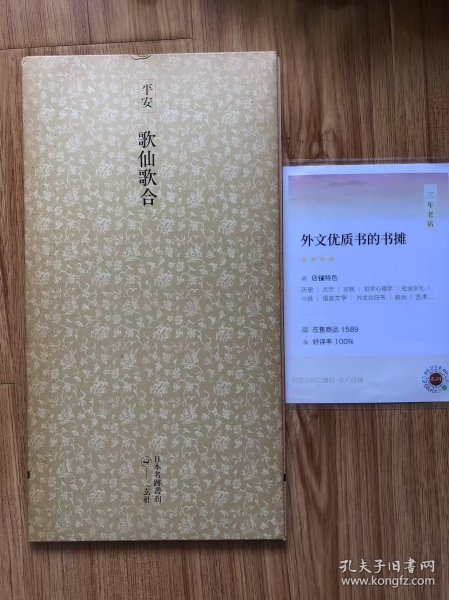 平安
歌仙歌合
日本名跡叢刊
二玄社
三年老店
外文优质书的书摊
店铺特色
历史 | 文学 | 宗教 | 哲学心理学 | 社会文化 |
小说 | 语言文字 | 外文古旧书 | 政治 | 艺术...
在售商品 1589
好评率 100%
孔夫子旧书网
www.kongfz.com